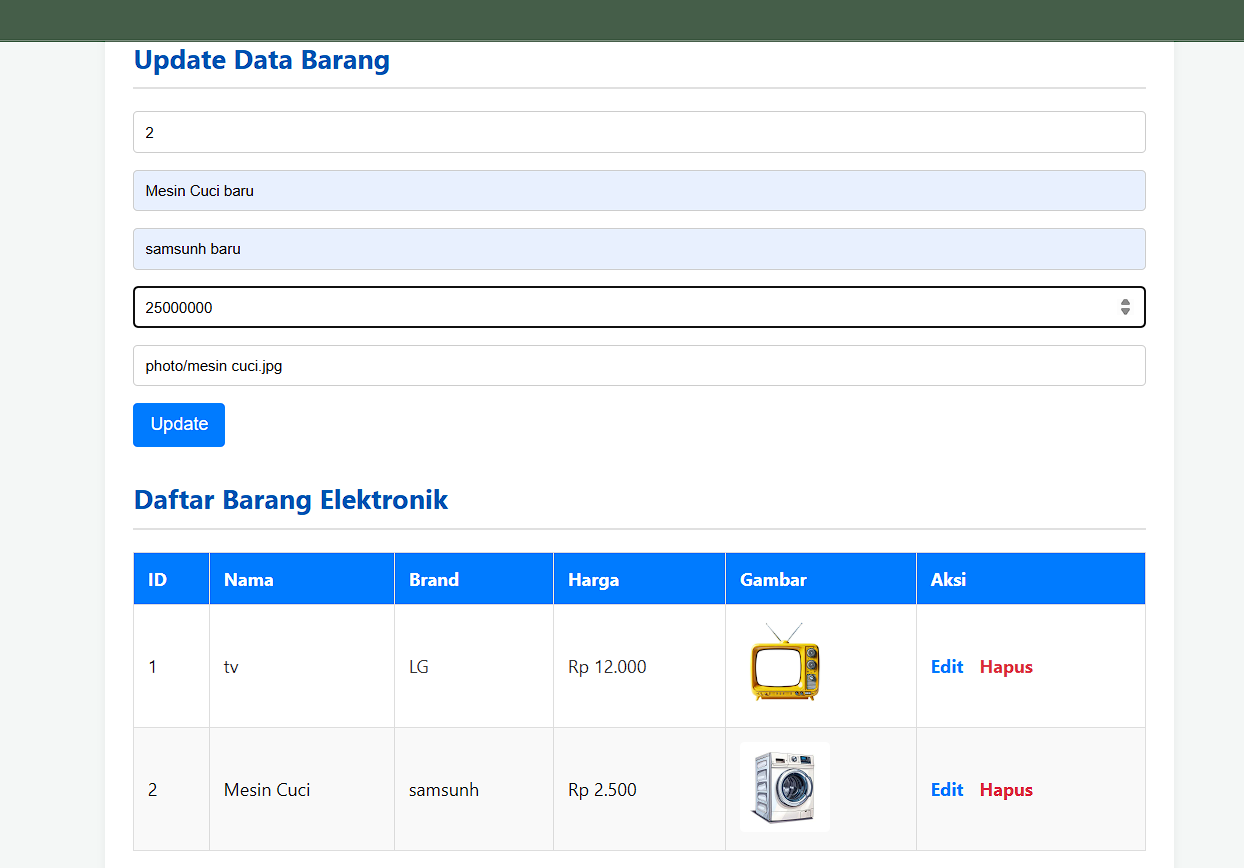 Update Data Barang
2
Mesin Cuci baru
samsunh baru
25000000
photo/mesin cuci.jpg
Update
Daftar Barang Elektronik
ID Nama Brand Harga Gambar Aksi
1 tv LG Rp 12.000 Edit Hapus
2 Mesin Cuci samsunh Rp 2.500 Edit Hapus